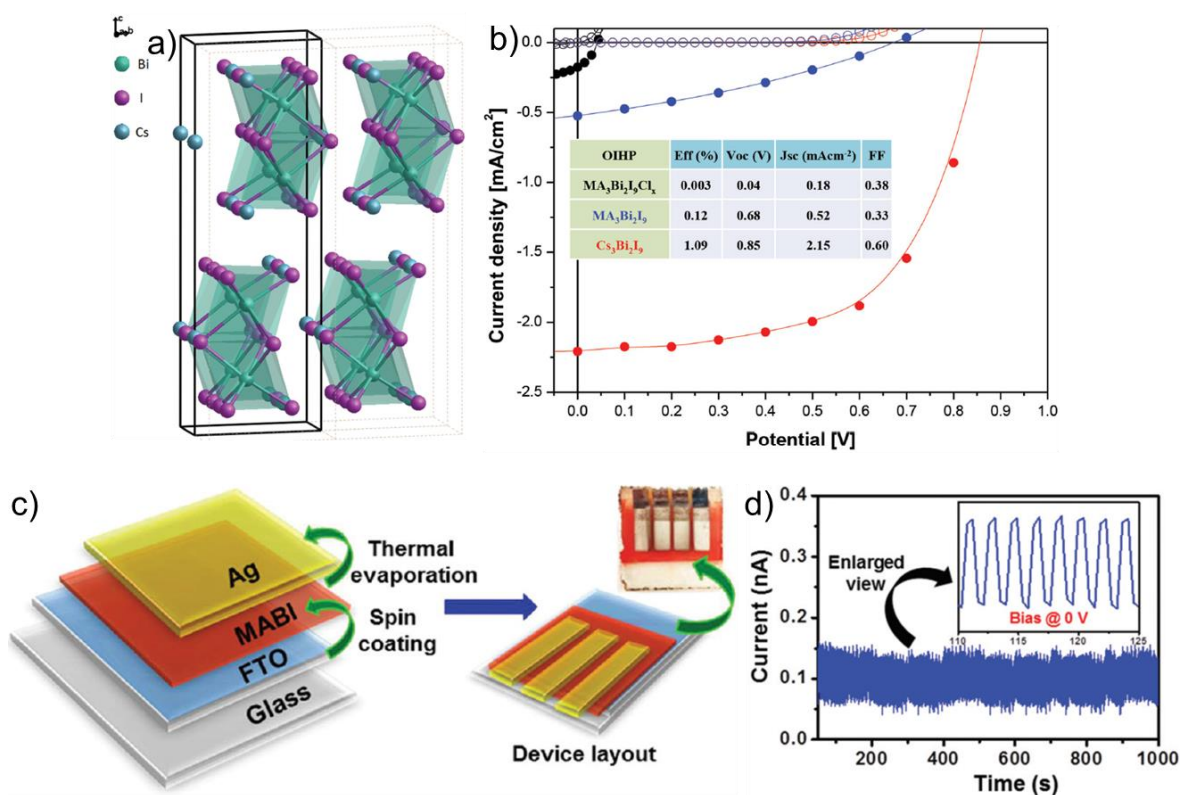 a)
c
a
b
Bi
I
Cs
b)
Current density [mA/cm²]
0.0
-0.5
-1.0
-1.5
-2.0
-2.5
OIHP Eff (%) Voc (V) Jsc (mAcm⁻²) FF
MA₃Bi₂I₉Clₓ 0.003 0.04 0.18 0.38
MA₃Bi₂I₉ 0.12 0.68 0.52 0.33
Cs₃Bi₂I₉ 1.09 0.85 2.15 0.60
0.0 0.1 0.2 0.3 0.4 0.5 0.6 0.7 0.8 0.9 1.0
Potential [V]
c)
Ag
MABI
FTO
Glass
Thermal
evaporation
Spin
coating
Device layout
d)
Current (nA)
0.4
0.3
0.2
0.1
0.0
Enlarged
view
Bias @ 0 V
110 115 120 125
200 400 600 800 1000
Time (s)